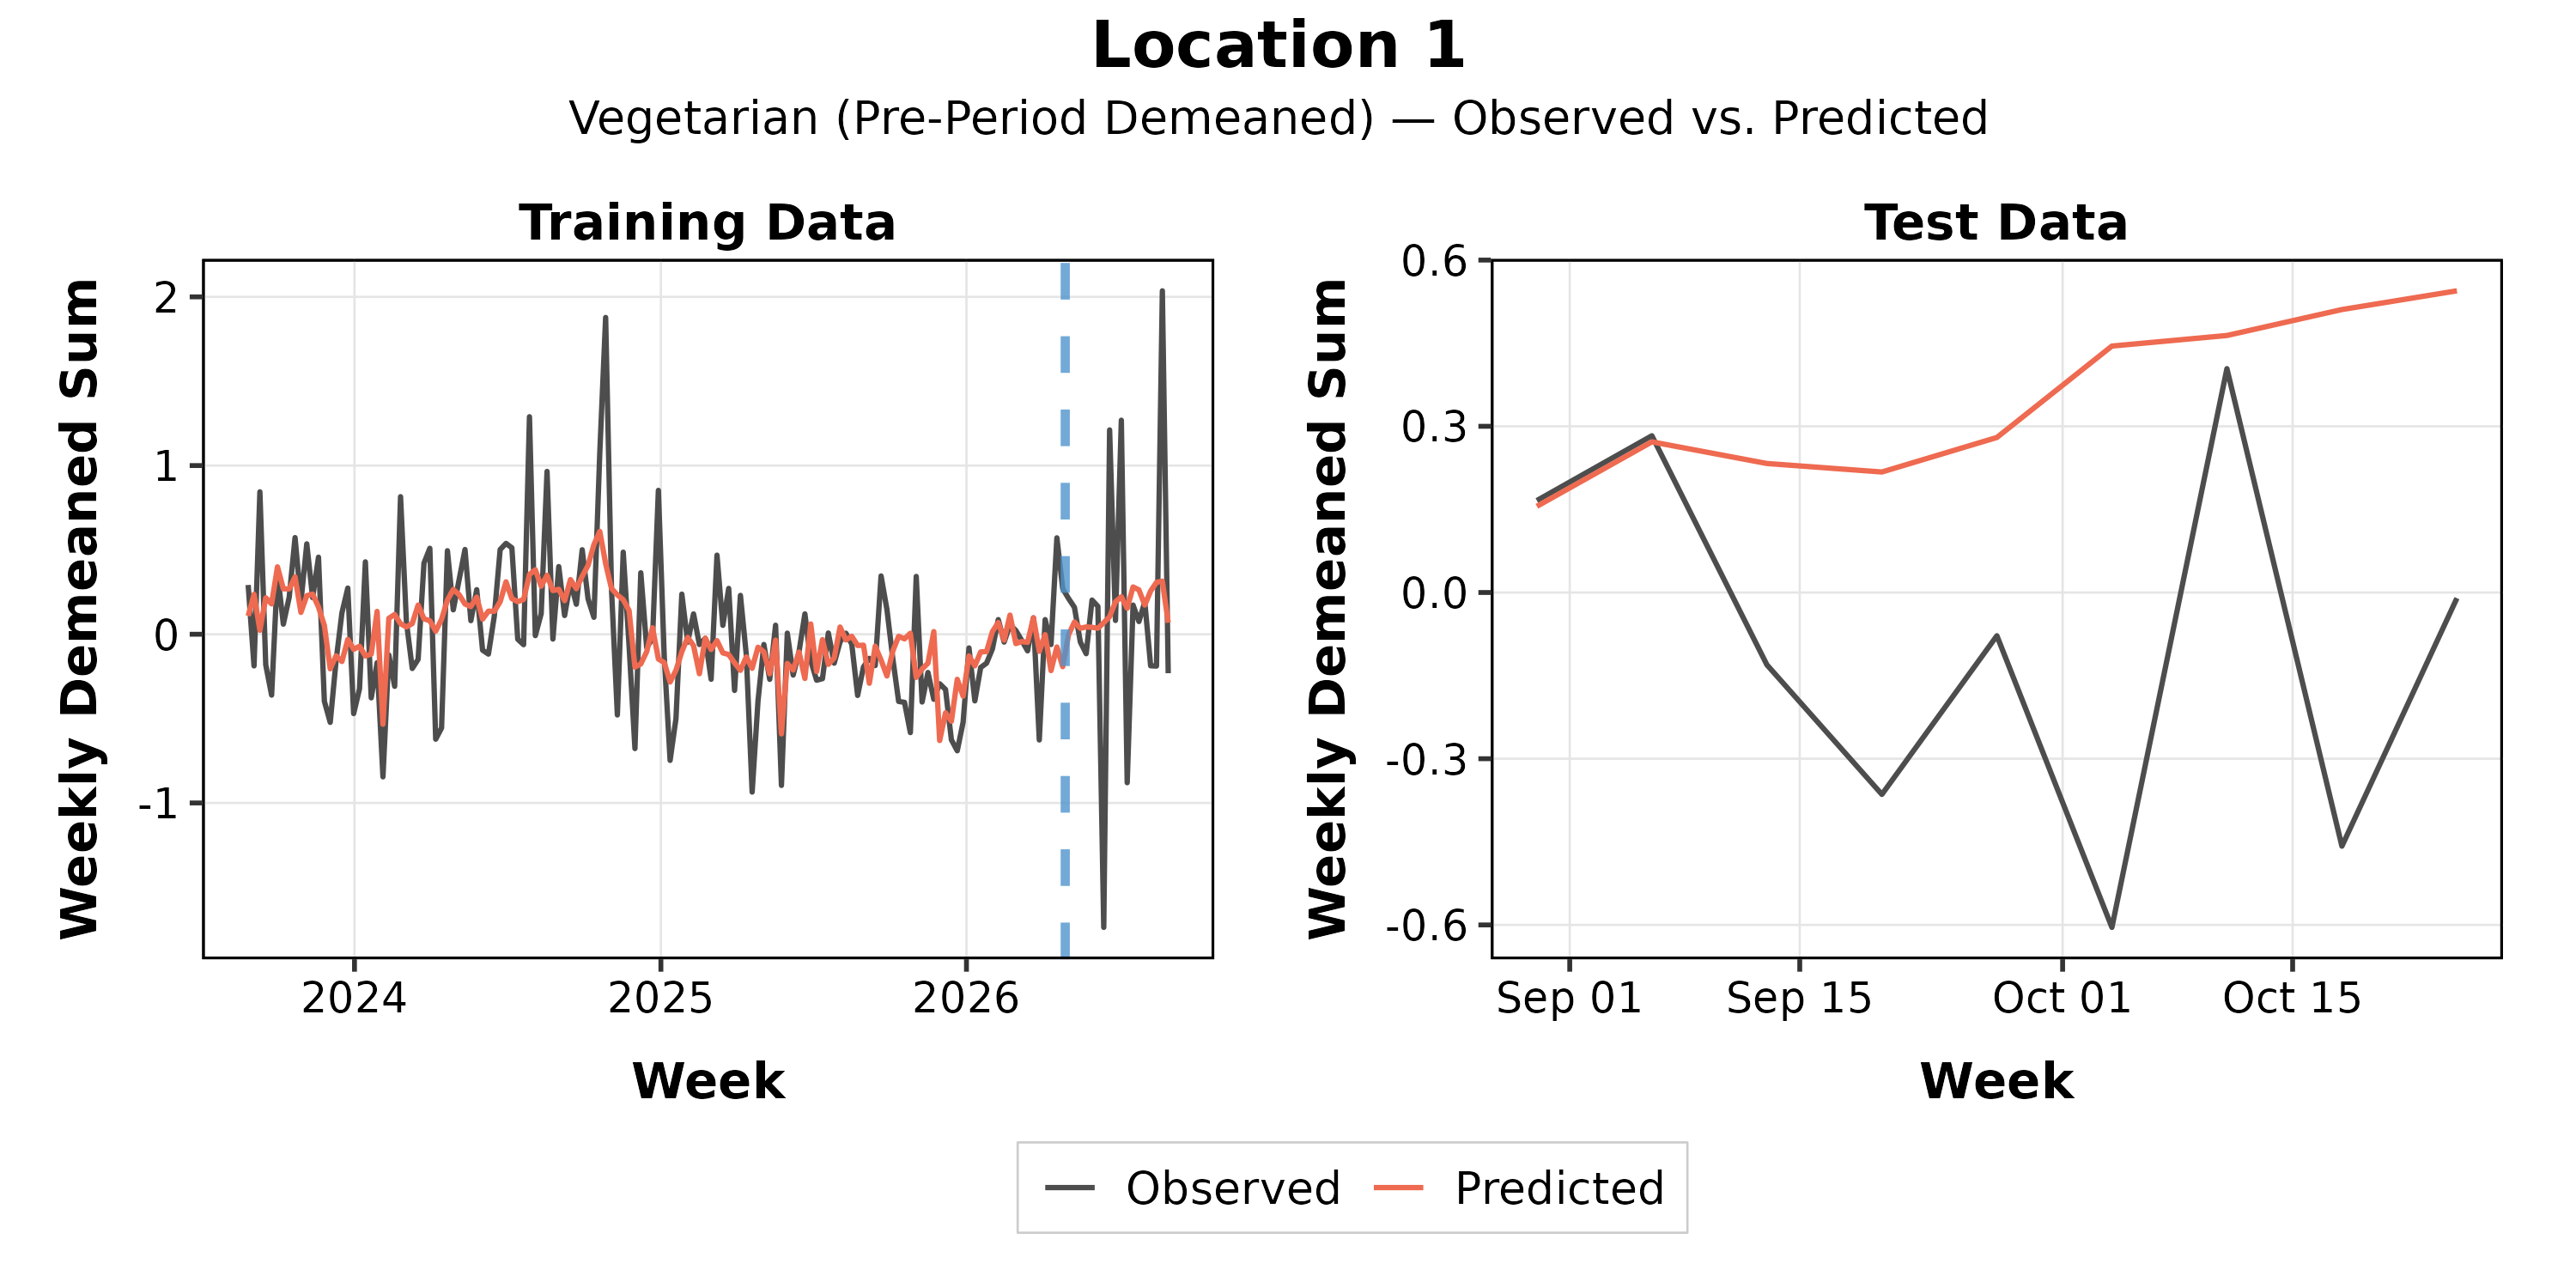 Location 1
Vegetarian (Pre-Period Demeaned) — Observed vs. Predicted
Training Data
Weekly Demeaned Sum
2
1
0
-1
2024
2025
2026
Week
Test Data
Weekly Demeaned Sum
0.6
0.3
0.0
-0.3
-0.6
Sep 01
Sep 15
Oct 01
Oct 15
Week
Observed
Predicted